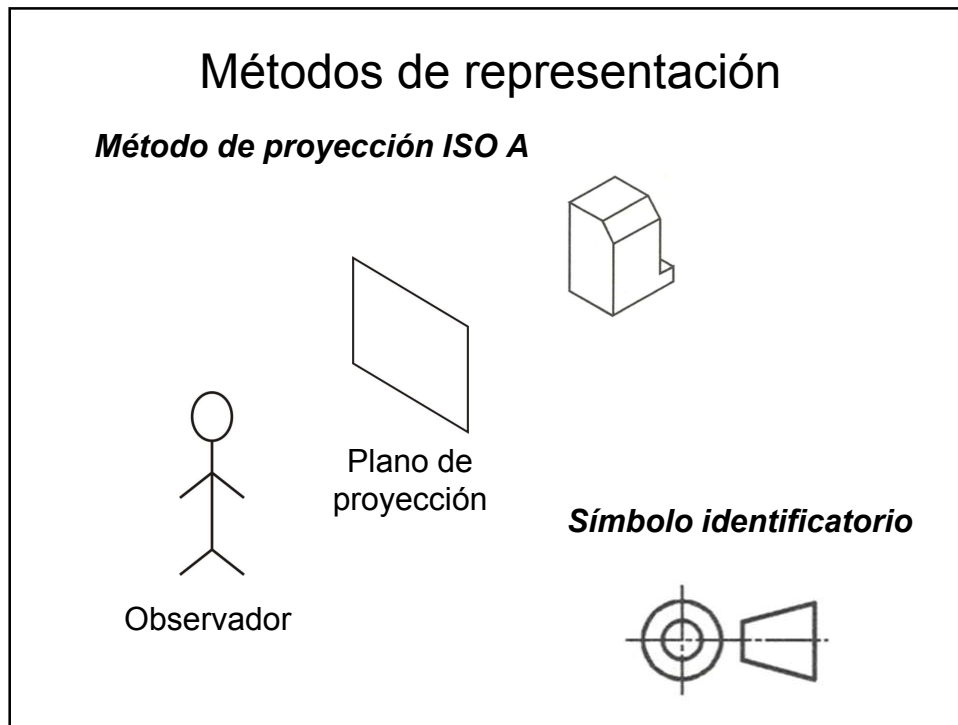 Métodos de representación
Método de proyección ISO A
Plano de
proyección
Observador
Símbolo identificatorio